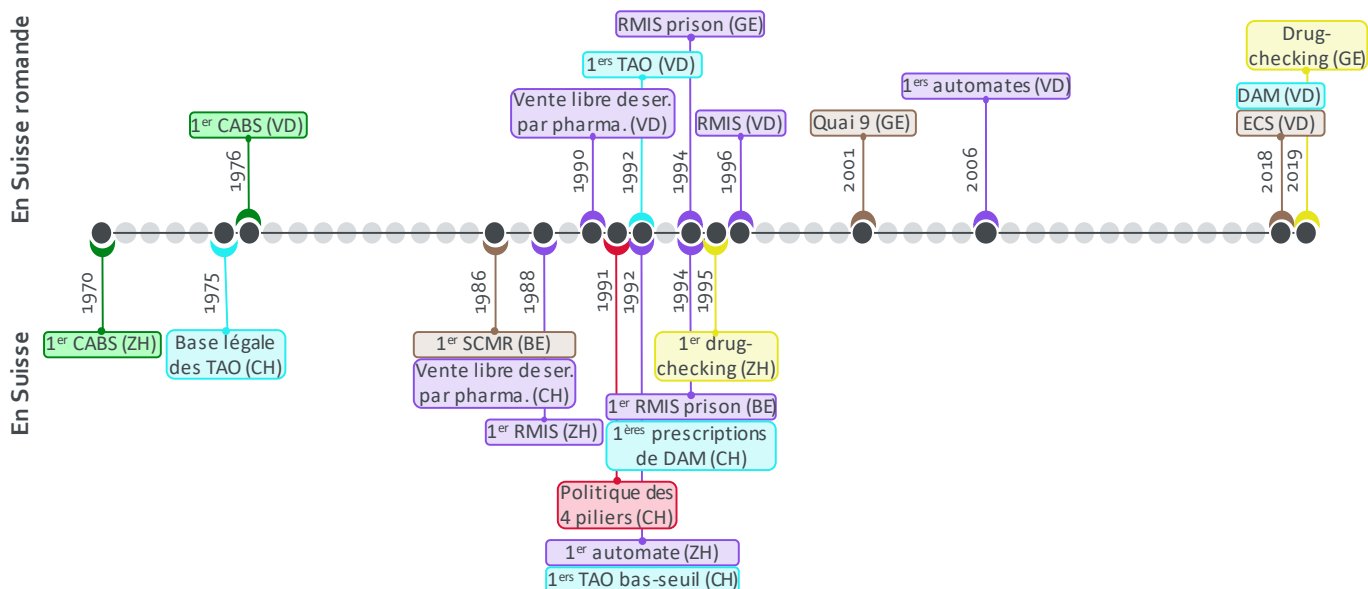 En Suisse romande
RMIS prison (GE)
1ers TAO (VD)
Vente libre de ser.
par pharma. (VD)
1er CABS (VD)
RMIS (VD)
Quai 9 (GE)
1ers automates (VD)
Drug-
checking (GE)
DAM (VD)
ECS (VD)
1976
1990
1992
1994
1996
2001
2006
2018
2019
En Suisse
1970
1975
1986
1988
1991
1992
1994
1995
1er CABS (ZH)
Base légale
des TAO (CH)
1er SCMR (BE)
Vente libre de ser.
par pharma. (CH)
1er RMIS (ZH)
1er drug-
checking (ZH)
1er RMIS prison (BE)
1ères prescriptions
de DAM (CH)
Politique des
4 piliers (CH)
1er automate (ZH)
1ers TAO bas-seuil (CH)